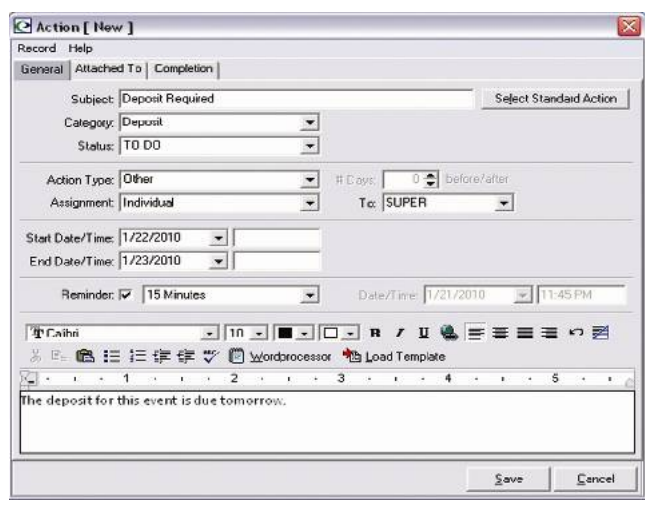 Action [ New ]
Record Help
General Attached To Completion
Subject: Deposit Required Select Standard Action
Category: Deposit
Status: TO DO
Action Type: Other # Days: 0 before/after
Assignment: Individual To: SUPER
Start Date/Time: 1/22/2010
End Date/Time: 1/23/2010
Reminder: 15 Minutes Date/Time: 1/21/2010 11:45 PM
Calibri 10 B I U
Wordprocessor Load Template
1 2 3 4 5
The deposit for this event is due tomorrow.
Save Cancel